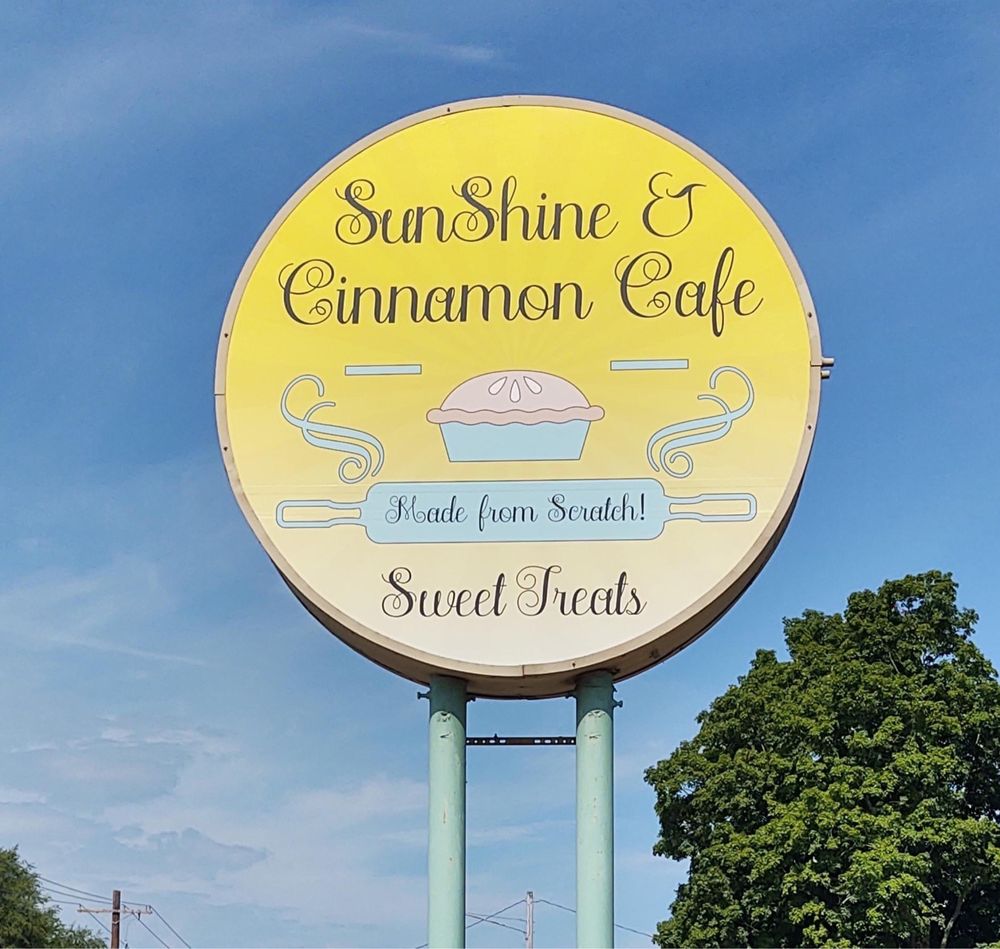 SunShine &
Cinnamon Cafe
Made from Scratch!
Sweet Treats